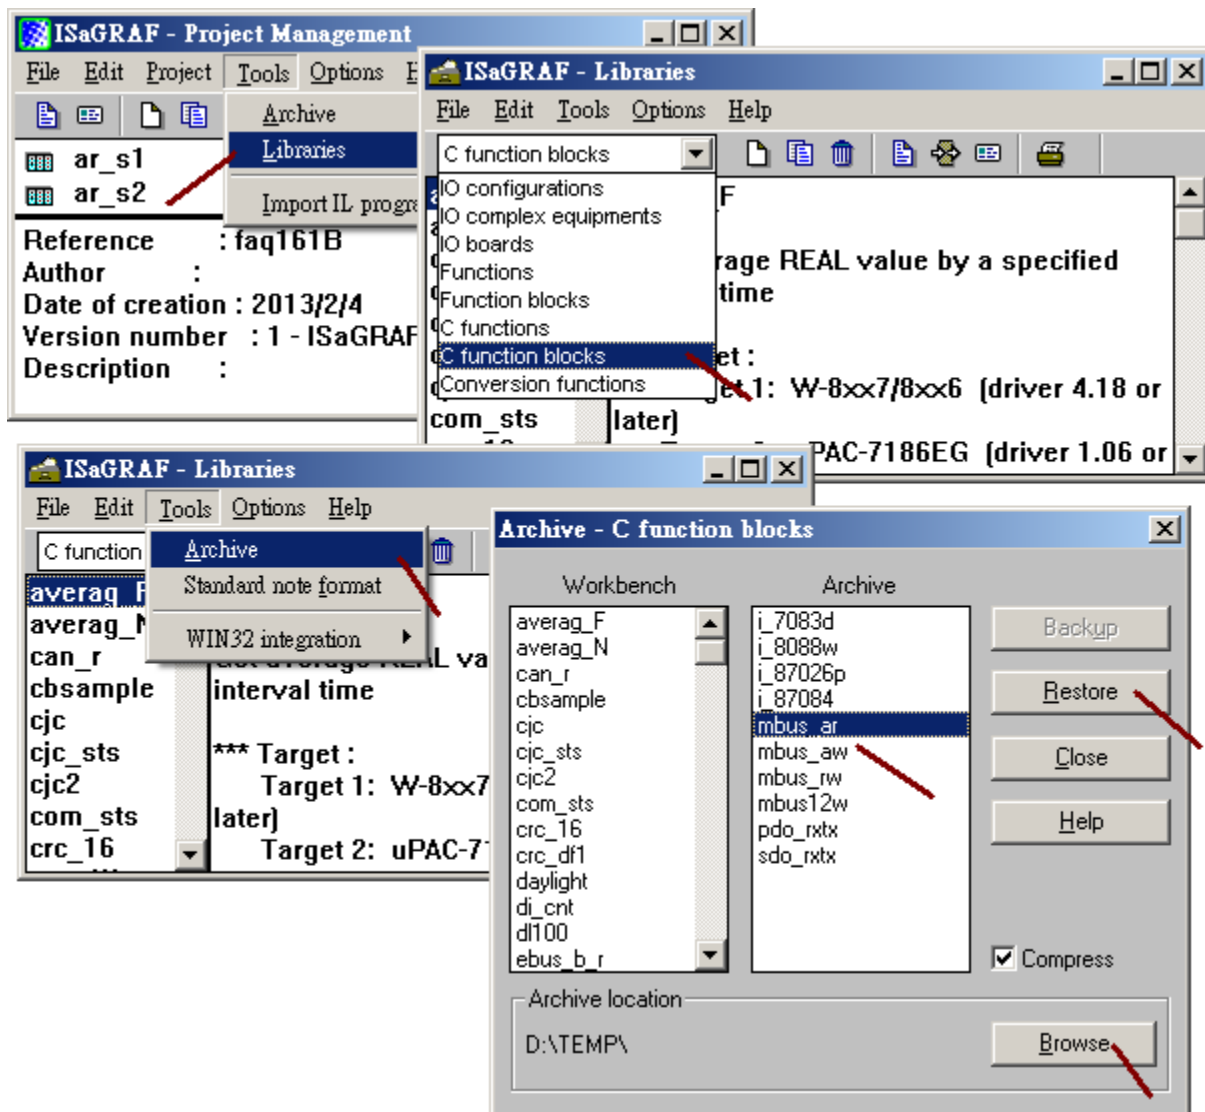 ISaGRAF - Project Management
File Edit Project Tools Options H
Archive
Libraries
Import IL progra
ar_s1
ar_s2
Reference : faq161B
Author :
Date of creation : 2013/2/4
Version number : 1 - ISaGRAF
Description :
ISaGRAF - Libraries
File Edit Tools Options Help
C function blocks
IO configurations
IO complex equipments
IO boards
Functions
Function blocks
C functions
C function blocks
Conversion functions
com_sts
_F
rage REAL value by a specified
time
et :
et 1: W-8xx7/8xx6 (driver 4.18 or
later)
PAC-7186EG (driver 1.06 or
ISaGRAF - Libraries
File Edit Tools Options Help
C function
Archive
Standard note format
WIN32 integration
averag_F
averag_N
can_r
cbsample
cjc
cjc_sts
cjc2
com_sts
crc_16
interval time
*** Target :
Target 1: W-8xx7
later)
Target 2: uPAC-71
Archive - C function blocks
Workbench
averag_F
averag_N
can_r
cbsample
cjc
cjc_sts
cjc2
com_sts
crc_16
crc_df1
daylight
di_cnt
dl100
ebus_b_r
Archive
i_7083d
i_8088w
i_87026p
i_87084
mbus_ar
mbus_aw
mbus_rw
mbus12w
pdo_rxtx
sdo_rxtx
Backup
Restore
Close
Help
Compress
Archive location
D:\TEMP\
Browse